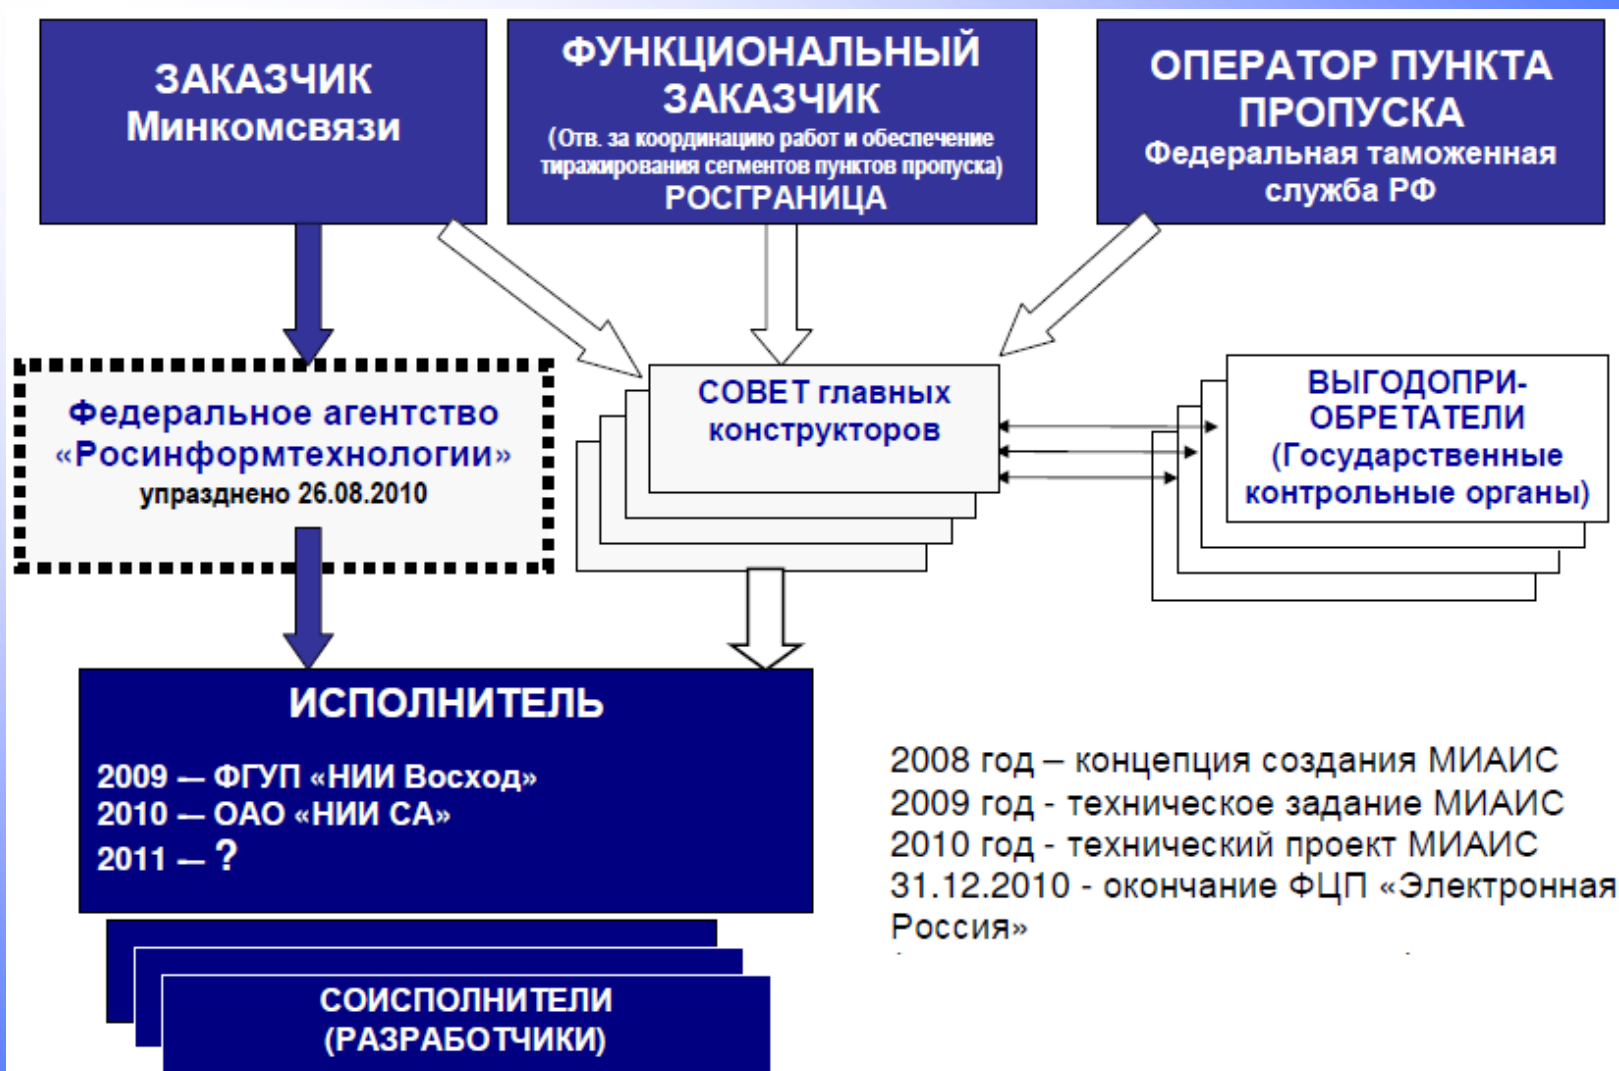 ЗАКАЗЧИК
Минкомсвязи
ФУНКЦИОНАЛЬНЫЙ
ЗАКАЗЧИК
(Отв. за координацию работ и обеспечение
тиражирования сегментов пунктов пропуска)
РОСГРАНИЦА
ОПЕРАТОР ПУНКТА
ПРОПУСКА
Федеральная таможенная
служба РФ
Федеральное агентство
«Росинформтехнологии»
упразднено 26.08.2010
СОВЕТ главных
конструкторов
ВЫГОДОПРИ-
ОБРЕТАТЕЛИ
(Государственные
контрольные органы)
ИСПОЛНИТЕЛЬ
2009 — ФГУП «НИИ Восход»
2010 — ОАО «НИИ СА»
2011 — ?
2008 год – концепция создания МИАИС
2009 год - техническое задание МИАИС
2010 год - технический проект МИАИС
31.12.2010 - окончание ФЦП «Электронная
Россия»
СОИСПОЛНИТЕЛИ
(РАЗРАБОТЧИКИ)